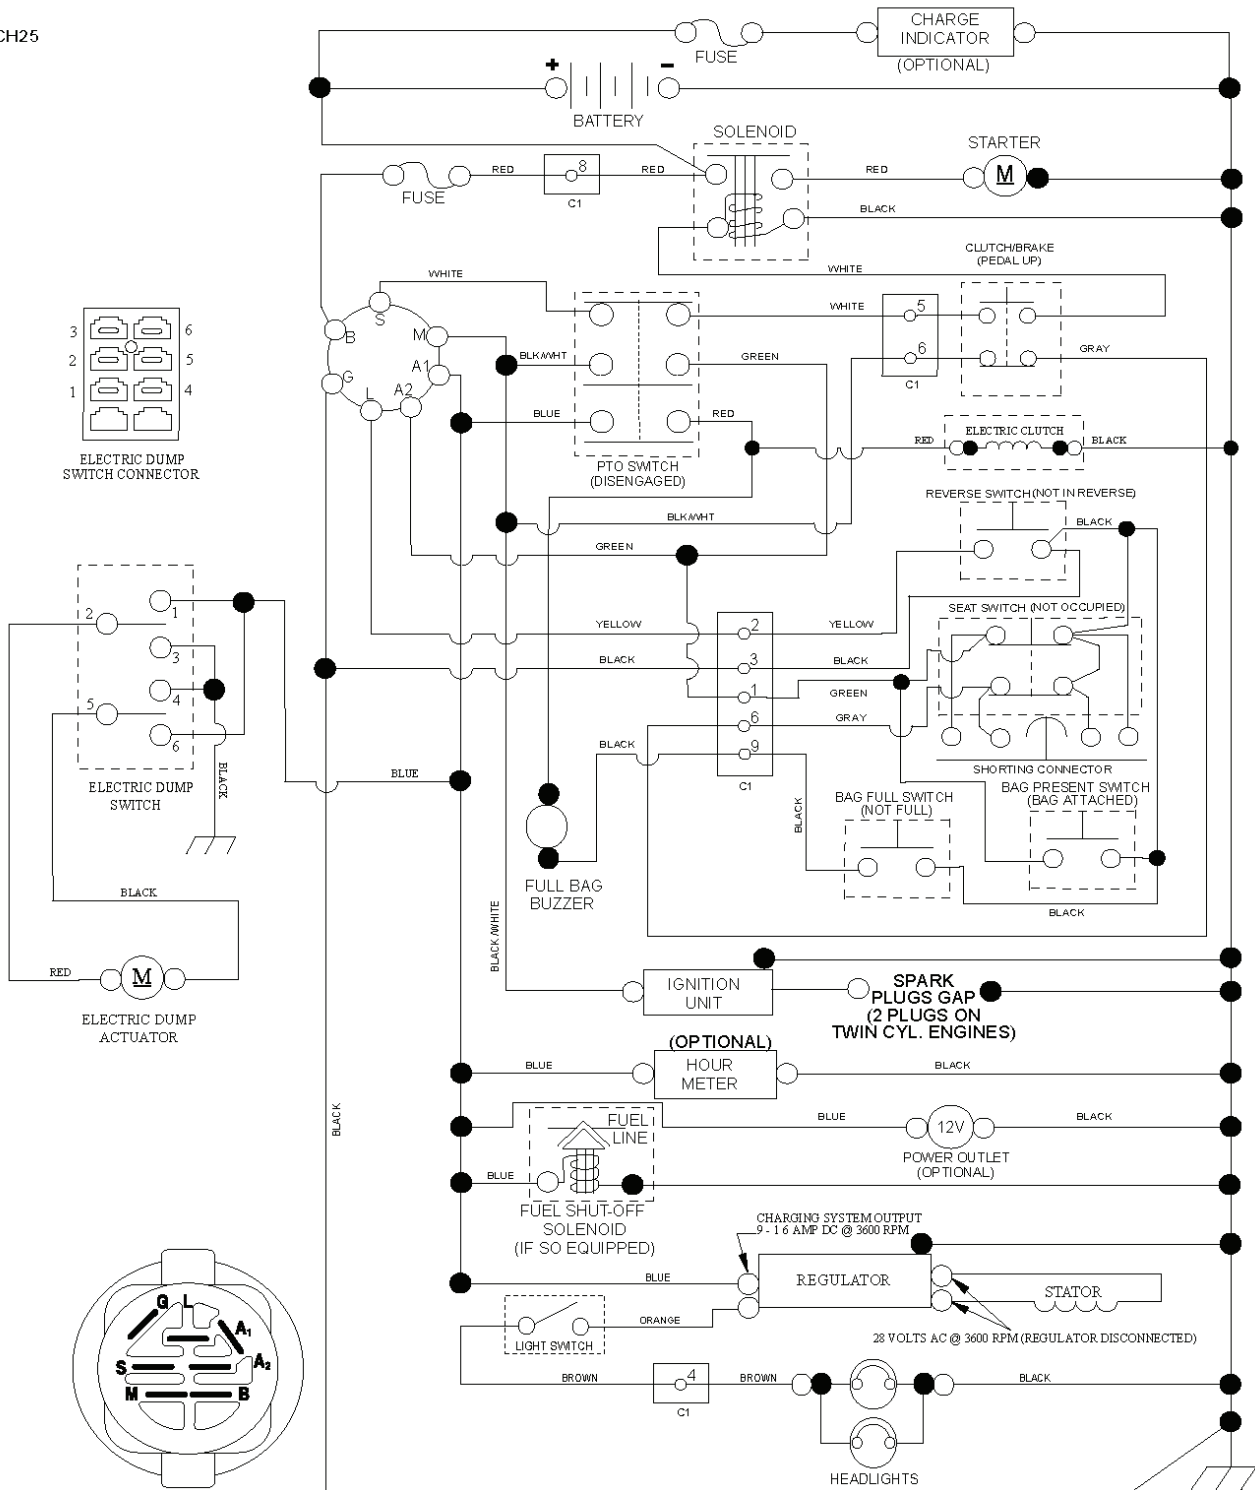 CH25
CHARGE
INDICATOR
(OPTIONAL)
FUSE
+
-
BATTERY
SOLENOID
STARTER
RED
8
RED
RED
M
FUSE
C1
BLACK
CLUTCH/BRAKE
(PEDAL UP)
WHITE
WHITE
WHITE
5
S
B
M
BLK/WHT
GREEN
6
GRAY
A1
C1
G
L
A2
BLUE
RED
3
6
2
5
1
4
ELECTRIC DUMP
SWITCH CONNECTOR
PTO SWITCH
(DISENGAGED)
RED
ELECTRIC CLUTCH
BLACK
REVERSE SWITCH (NOT IN REVERSE)
BLK/WHT
BLACK
GREEN
SEAT SWITCH (NOT OCCUPIED)
2
1
3
4
5
6
YELLOW
2
YELLOW
BLACK
3
BLACK
1
GREEN
6
GRAY
BLACK
9
C1
SHORTING CONNECTOR
BLACK
BLUE
ELECTRIC DUMP
SWITCH
BAG PRESENT SWITCH
(BAG ATTACHED)
BAG FULL SWITCH
(NOT FULL)
BLACK
FULL BAG
BUZZER
BLACK
BLACK
BLACK/WHITE
RED
M
ELECTRIC DUMP
ACTUATOR
IGNITION
UNIT
SPARK
PLUGS GAP
(2 PLUGS ON
TWIN CYL. ENGINES)
(OPTIONAL)
BLUE
HOUR
METER
BLACK
BLACK
FUEL
LINE
BLUE
12V
BLACK
POWER OUTLET
(OPTIONAL)
BLUE
FUEL SHUT-OFF
SOLENOID
(IF SO EQUIPPED)
CHARGING SYSTEM OUTPUT
9 - 16 AMP DC @ 3600 RPM
BLUE
REGULATOR
STATOR
ORANGE
LIGHT SWITCH
28 VOLTS AC @ 3600 RPM (REGULATOR DISCONNECTED)
BROWN
4
BROWN
BLACK
C1
HEADLIGHTS
G
L
A1
A2
S
M
B